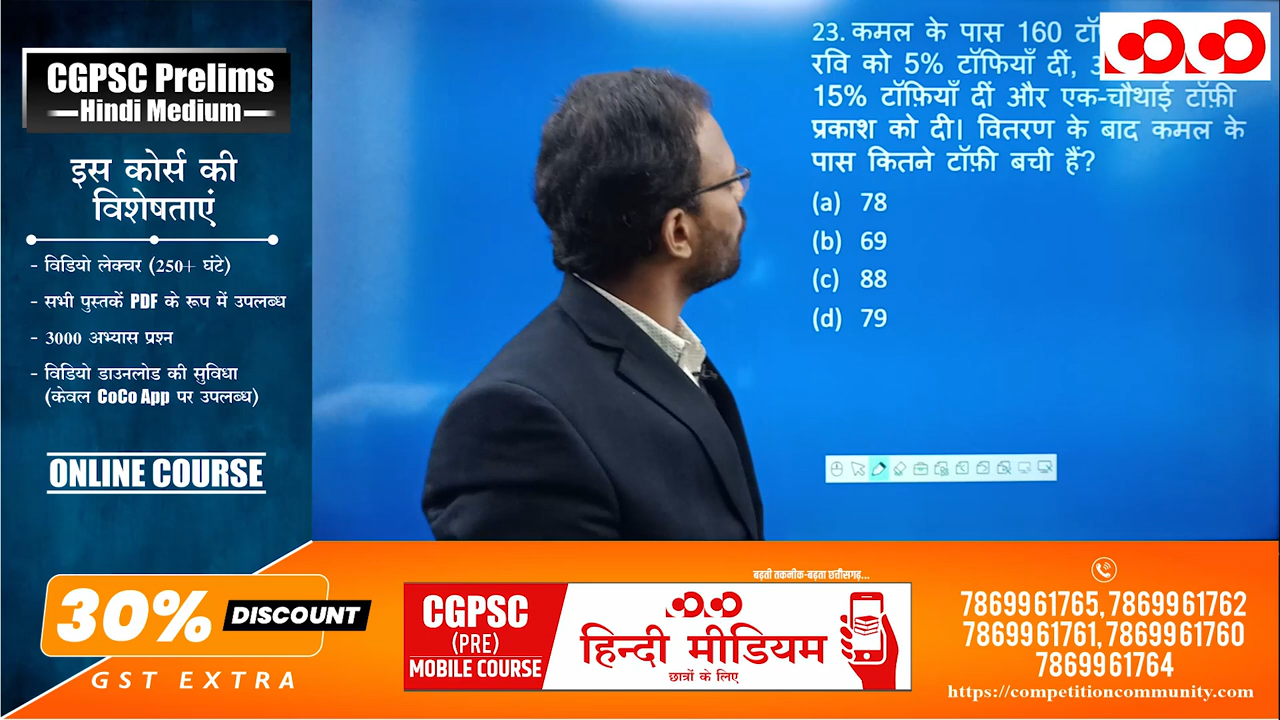 CGPSC Prelims
Hindi Medium
इस कोर्स की
विशेषताएं
- विडियो लेक्चर (250+ घंटे)
- सभी पुस्तकें PDF के रूप में उपलब्ध
- 3000 अभ्यास प्रश्न
- विडियो डाउनलोड की सुविधा
(केवल CoCo App पर उपलब्ध)
ONLINE COURSE
23. कमल के पास 160
रवि को 5% टॉफियाँ दीं,
15% टॉफ़ियाँ दीं और एक-चौथाई टॉफ़ी
प्रकाश को दी। वितरण के बाद कमल के
पास कितने टॉफ़ी बची हैं?
(a) 78
(b) 69
(c) 88
(d) 79
30% DISCOUNT
GST EXTRA
बढ़ती तकनीक-बढ़ता छत्तीसगढ़...
CGPSC
(PRE)
MOBILE COURSE
हिन्दी मीडियम
छात्रों के लिए
7869961765, 7869961762
7869961761, 7869961760
7869961764
https://competitioncommunity.com